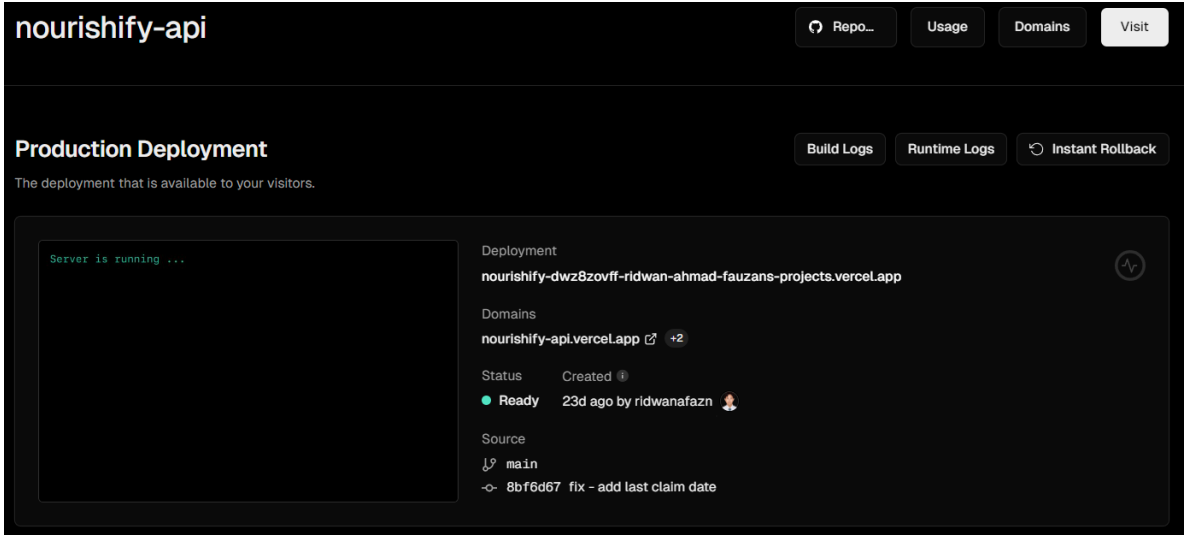 nourishify-api
Repo...
Usage
Domains
Visit
Production Deployment
Build Logs
Runtime Logs
Instant Rollback
The deployment that is available to your visitors.
Server is running ...
Deployment
nourishify-dwz8zovff-ridwan-ahmad-fauzans-projects.vercel.app
Domains
nourishify-api.vercel.app +2
Status Created
Ready 23d ago by ridwanafazn
Source
main
8bf6d67 fix - add last claim date